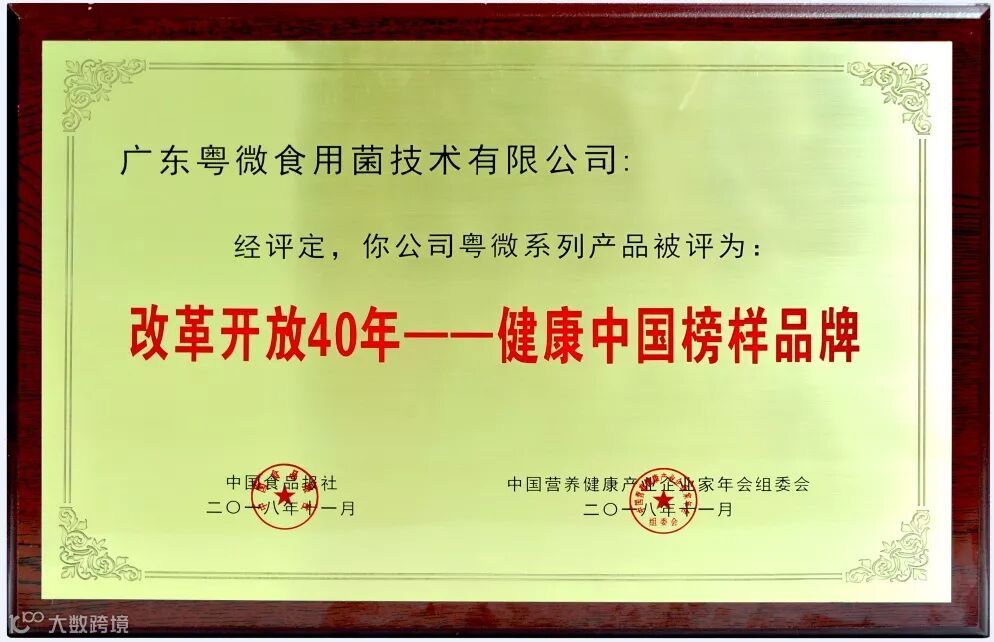 广东粤微食用菌技术有限公司:
经评定，你公司粤微系列产品被评为：
改革开放40年——健康中国榜样品牌
中国食品报社
二〇一八年十一月
中国营养健康产业企业家年会组委会
二〇一八年十一月
组委会
大数跨境